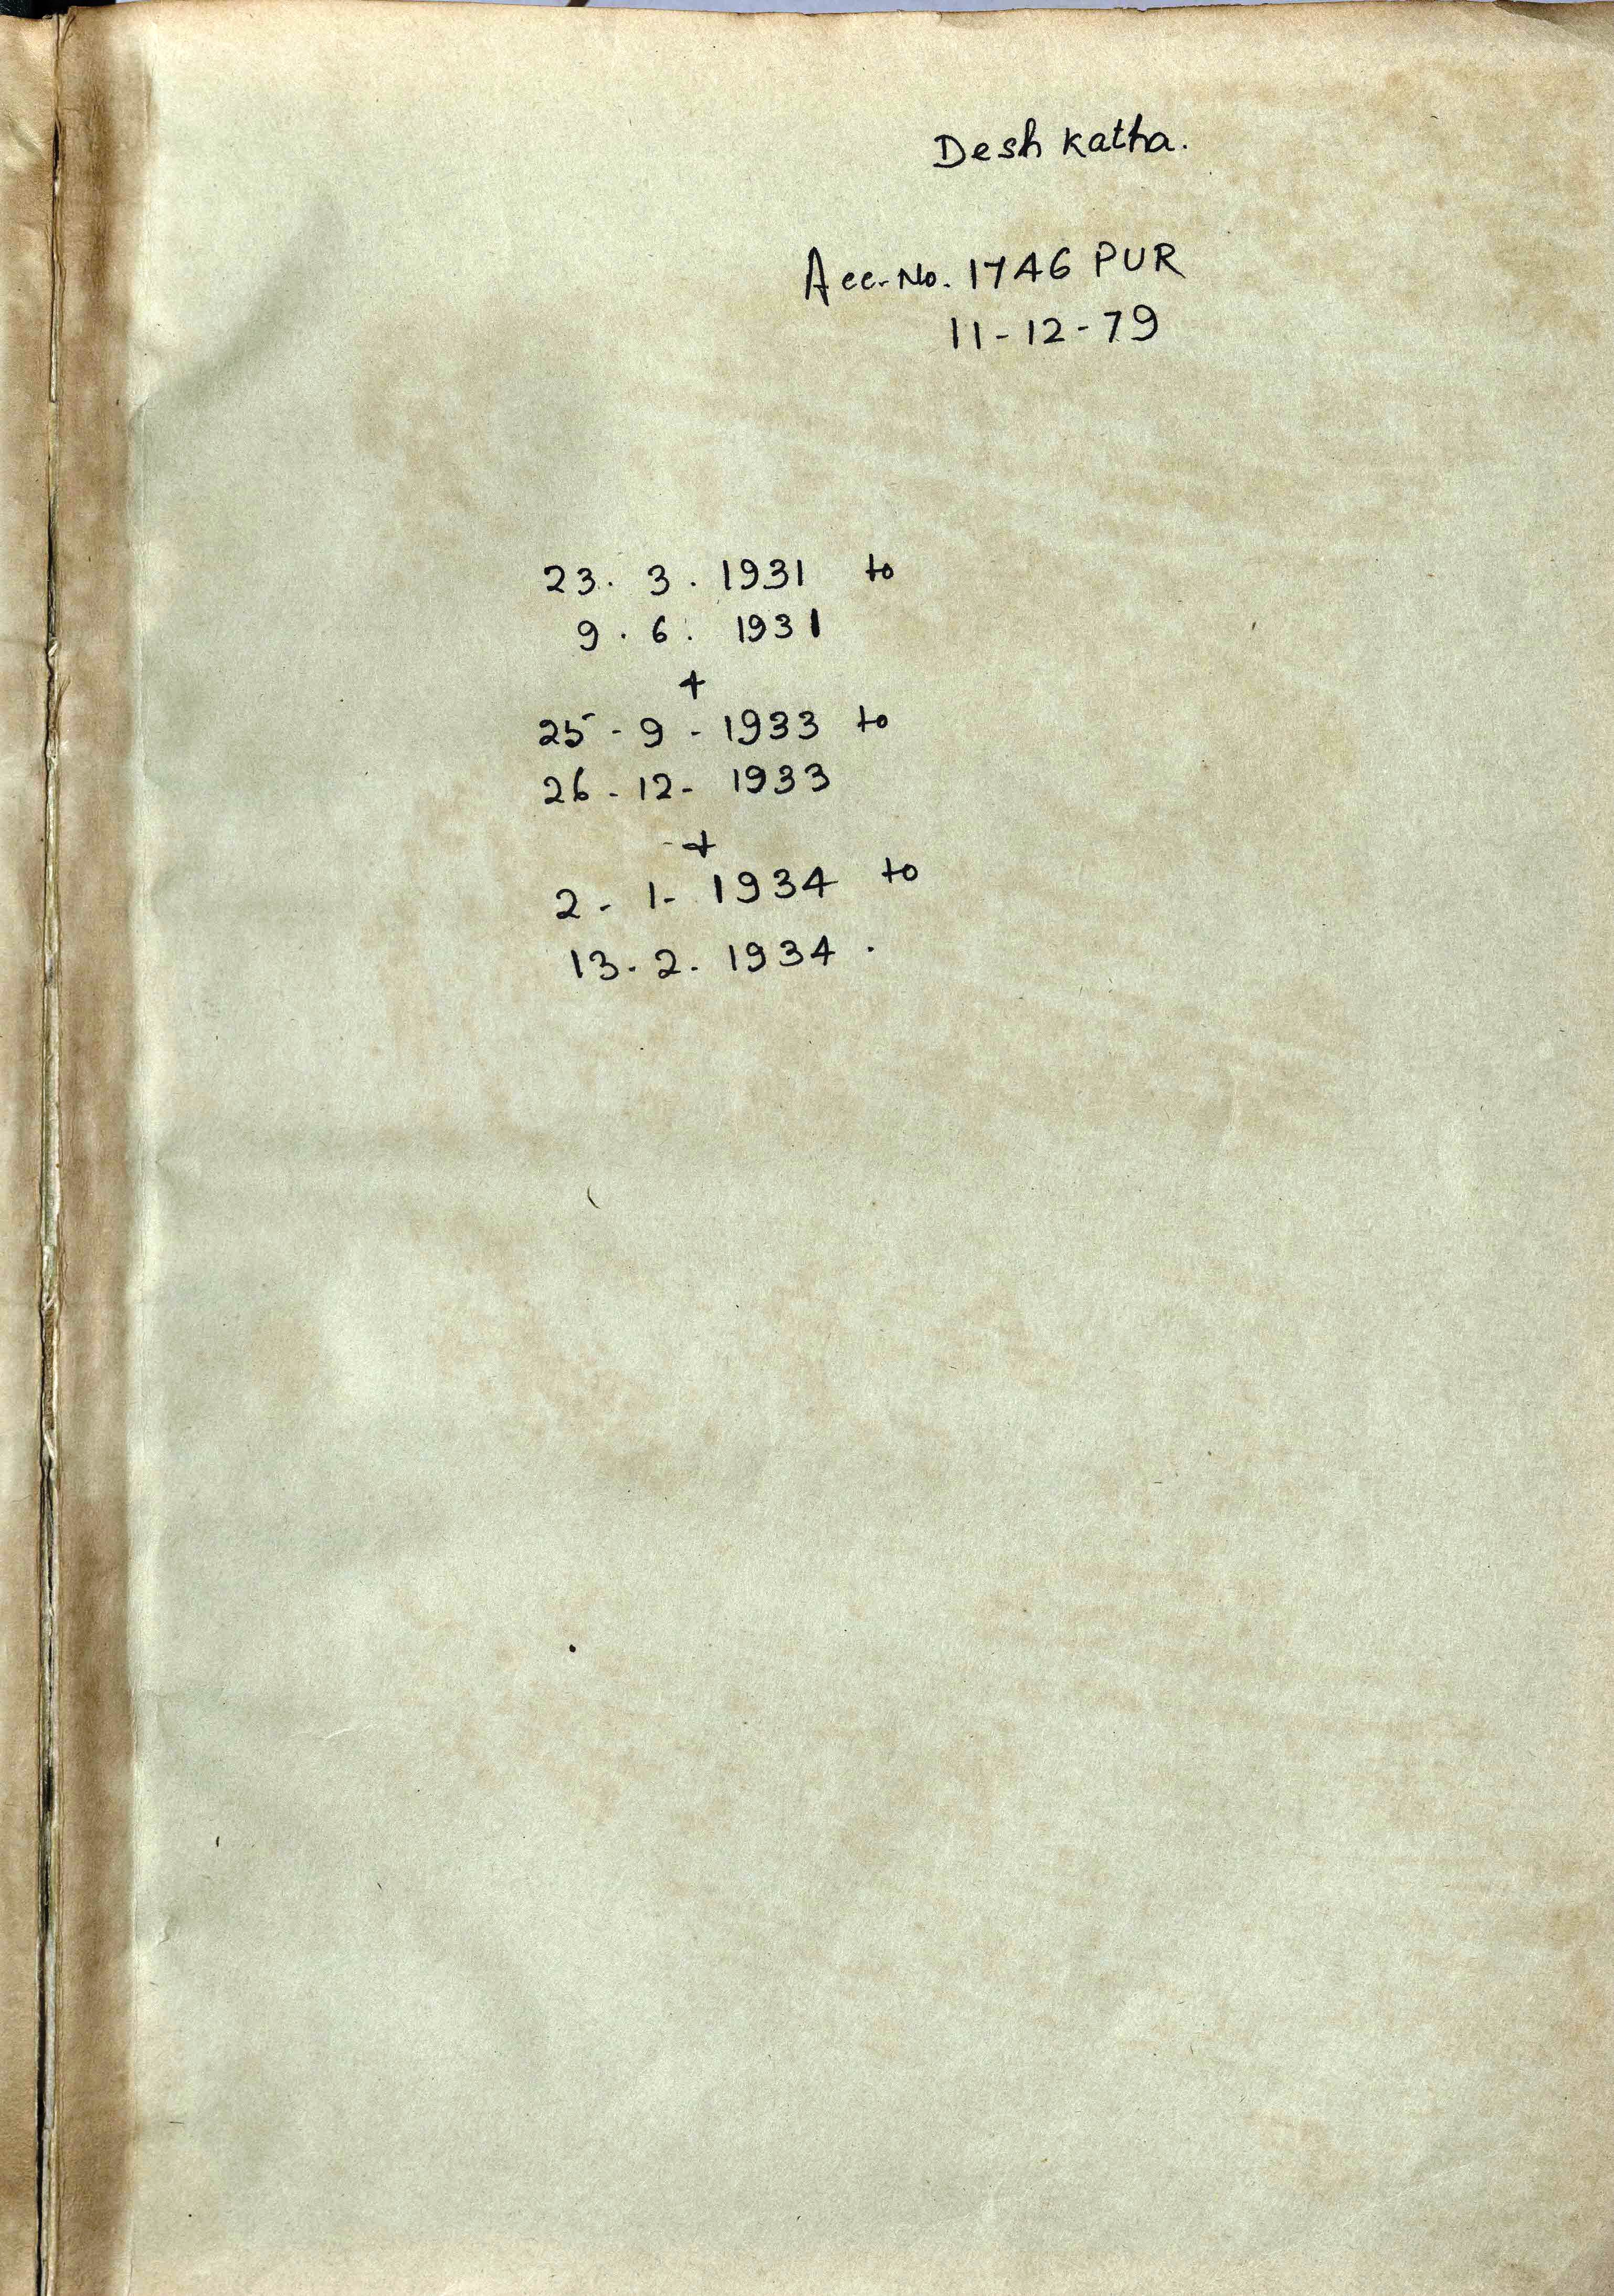 Desh Katha.
Acc. No. 1746 PUR
11-12-79
23. 3. 1931 to
9. 6. 1931
+
25-9-1933 to
26-12-1933
+
2-1-1934 to
13.2.1934.